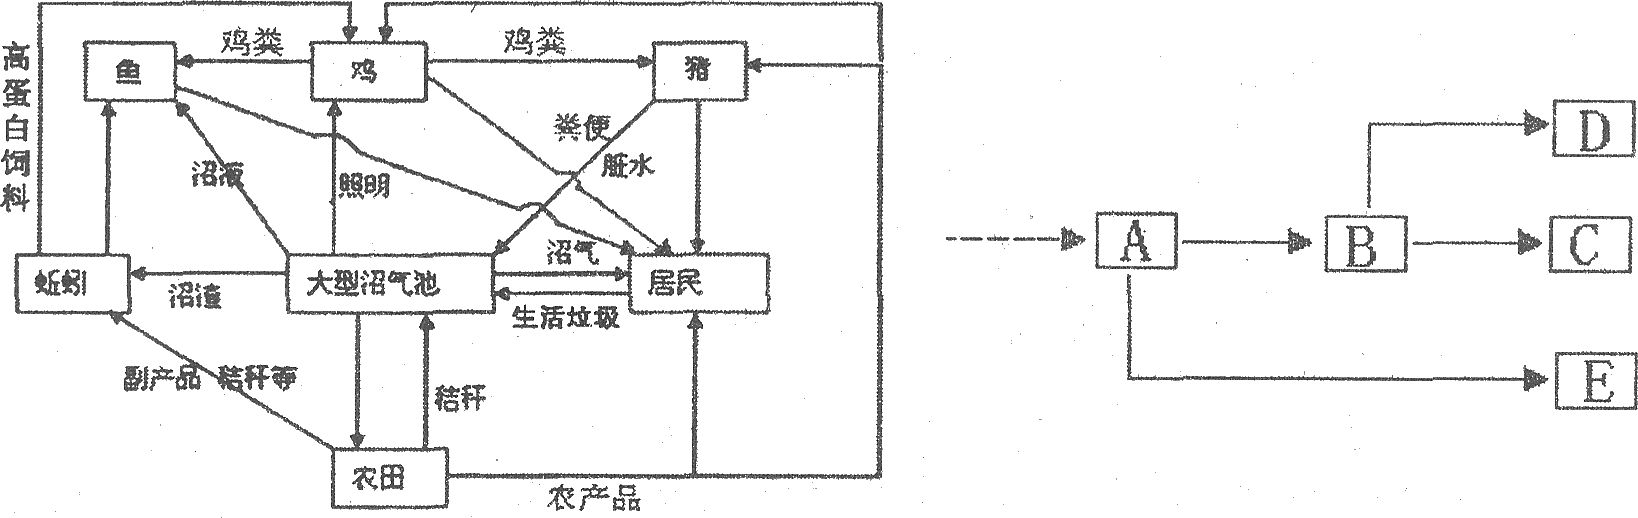 高蛋白饲料
鸡粪
鸡粪
鱼
鸡
猪
粪便
脏水
沼液
照明
沼气
蚯蚓
大型沼气池
居民
沼渣
生活垃圾
副产品 秸秆等
秸秆
农田
农产品
D
A
B
C
E